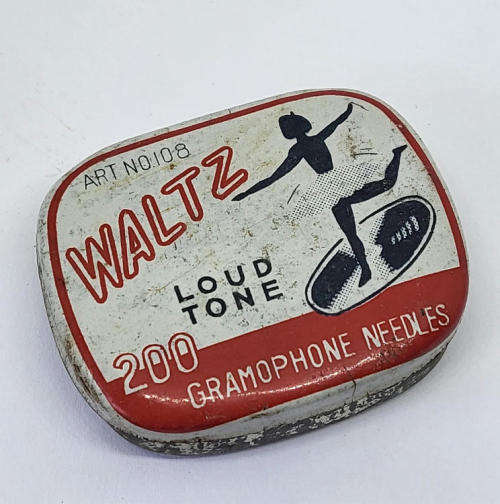 ART NO.108
WALTZ
LOUD
TONE
200
GRAMOPHONE NEEDLES